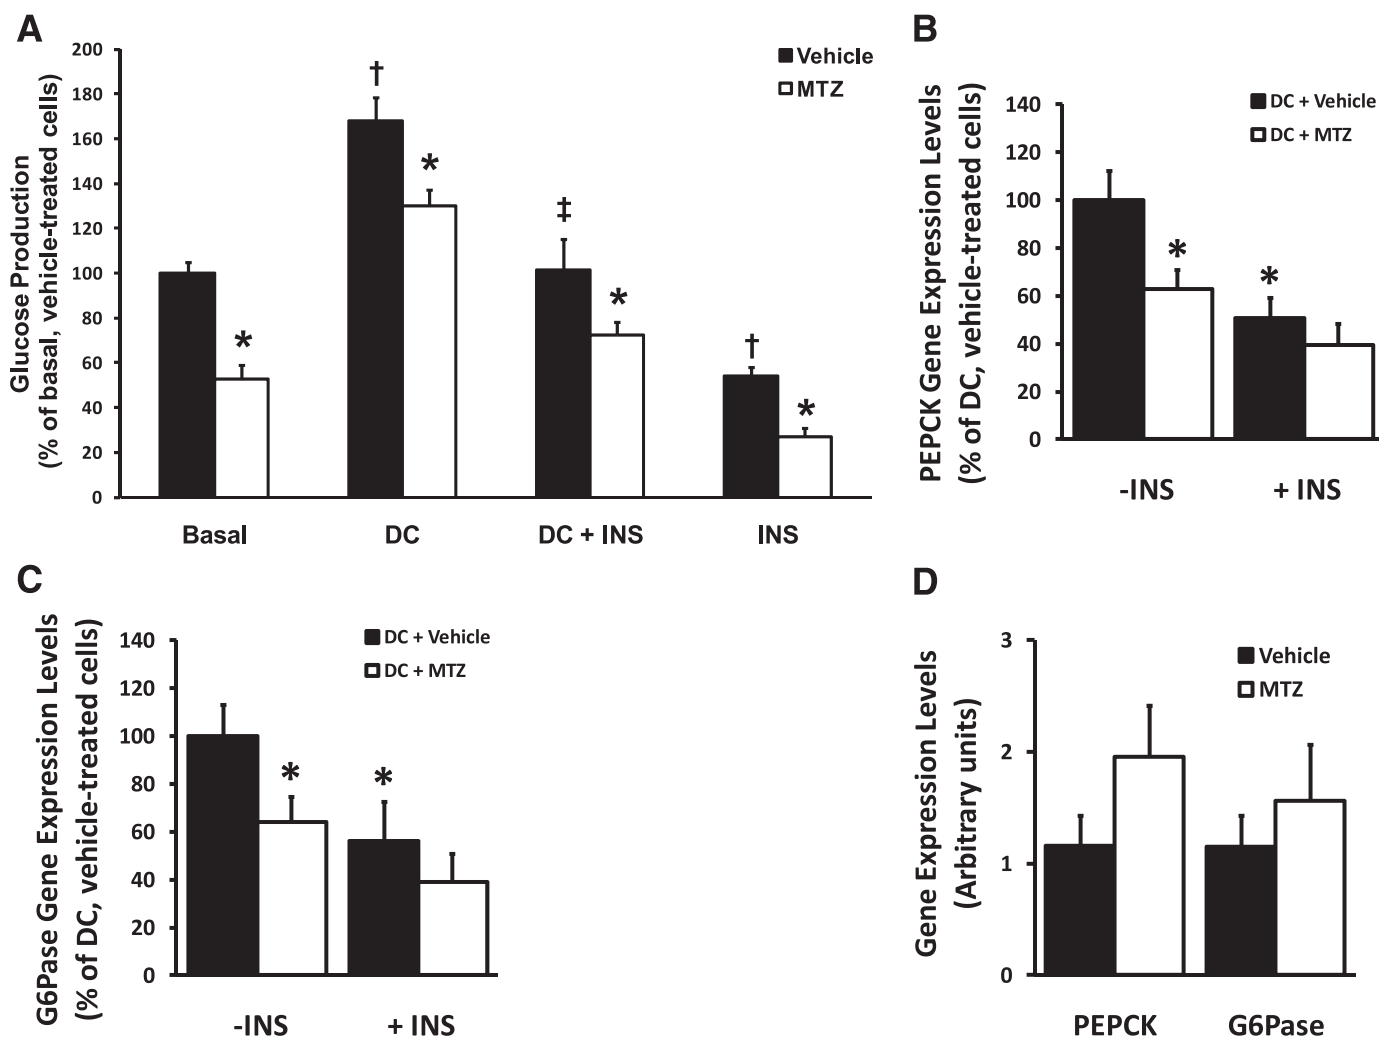 A
Glucose Production
(% of basal, vehicle-treated cells)
200
180
160
140
120
100
80
60
40
20
0
Vehicle
MTZ
*
†
*
‡
*
†
*
Basal DC DC + INS INS
B
PEPCK Gene Expression Levels
(% of DC, vehicle-treated cells)
140
120
100
80
60
40
20
0
DC + Vehicle
DC + MTZ
*
*
-INS + INS
C
G6Pase Gene Expression Levels
(% of DC, vehicle-treated cells)
140
120
100
80
60
40
20
0
DC + Vehicle
DC + MTZ
*
*
-INS + INS
D
Gene Expression Levels
(Arbitrary units)
3
2
1
0
Vehicle
MTZ
PEPCK G6Pase